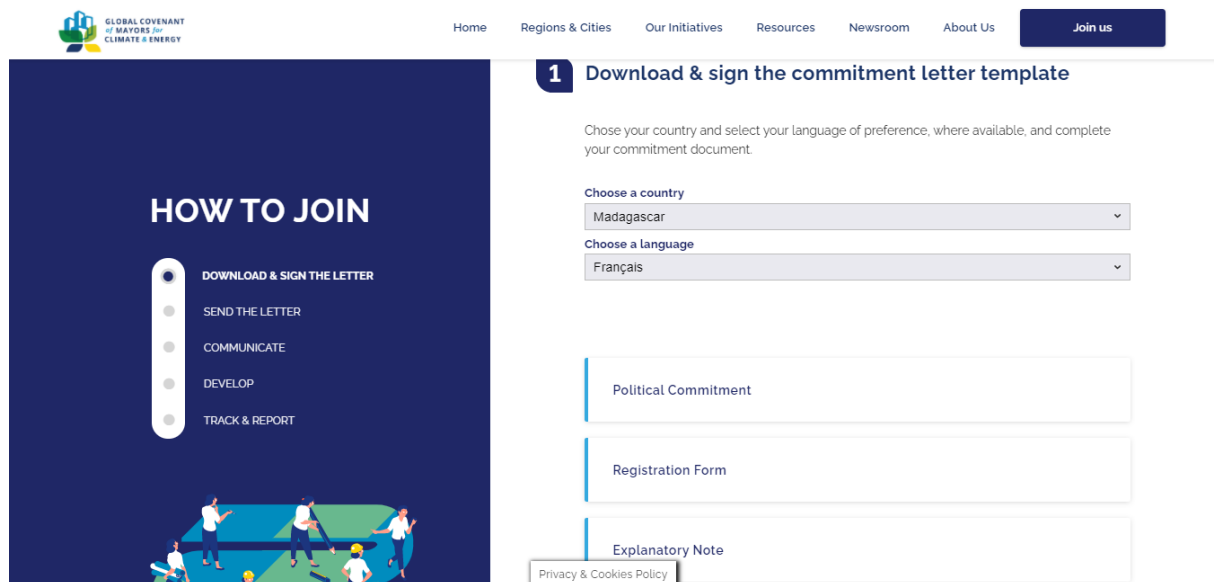 GLOBAL COVENANT
of MAYORS for
CLIMATE & ENERGY
Home
Regions & Cities
Our Initiatives
Resources
Newsroom
About Us
Join us
HOW TO JOIN
DOWNLOAD & SIGN THE LETTER
SEND THE LETTER
COMMUNICATE
DEVELOP
TRACK & REPORT
1
Download & sign the commitment letter template
Chose your country and select your language of preference, where available, and complete
your commitment document.
Choose a country
Madagascar
Choose a language
Français
Political Commitment
Registration Form
Explanatory Note
Privacy & Cookies Policy